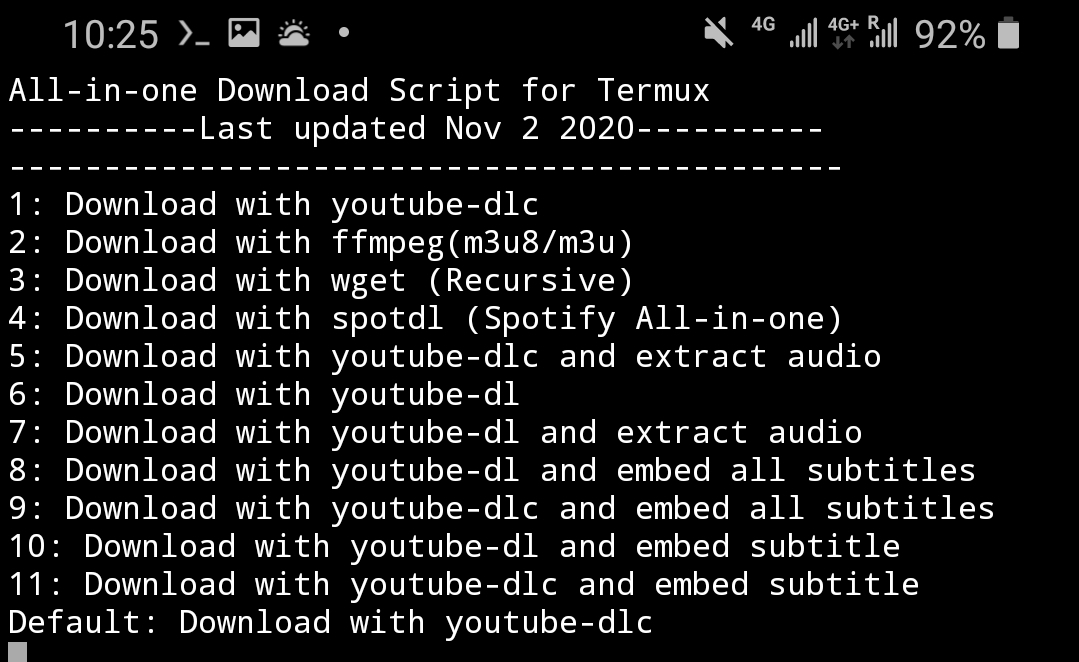 10:25 4G 4G+ R 92%
All-in-one Download Script for Termux
----------Last updated Nov 2 2020----------
--------------------------------------------
1: Download with youtube-dlc
2: Download with ffmpeg(m3u8/m3u)
3: Download with wget (Recursive)
4: Download with spotdl (Spotify All-in-one)
5: Download with youtube-dlc and extract audio
6: Download with youtube-dl
7: Download with youtube-dl and extract audio
8: Download with youtube-dl and embed all subtitles
9: Download with youtube-dlc and embed all subtitles
10: Download with youtube-dl and embed subtitle
11: Download with youtube-dlc and embed subtitle
Default: Download with youtube-dlc